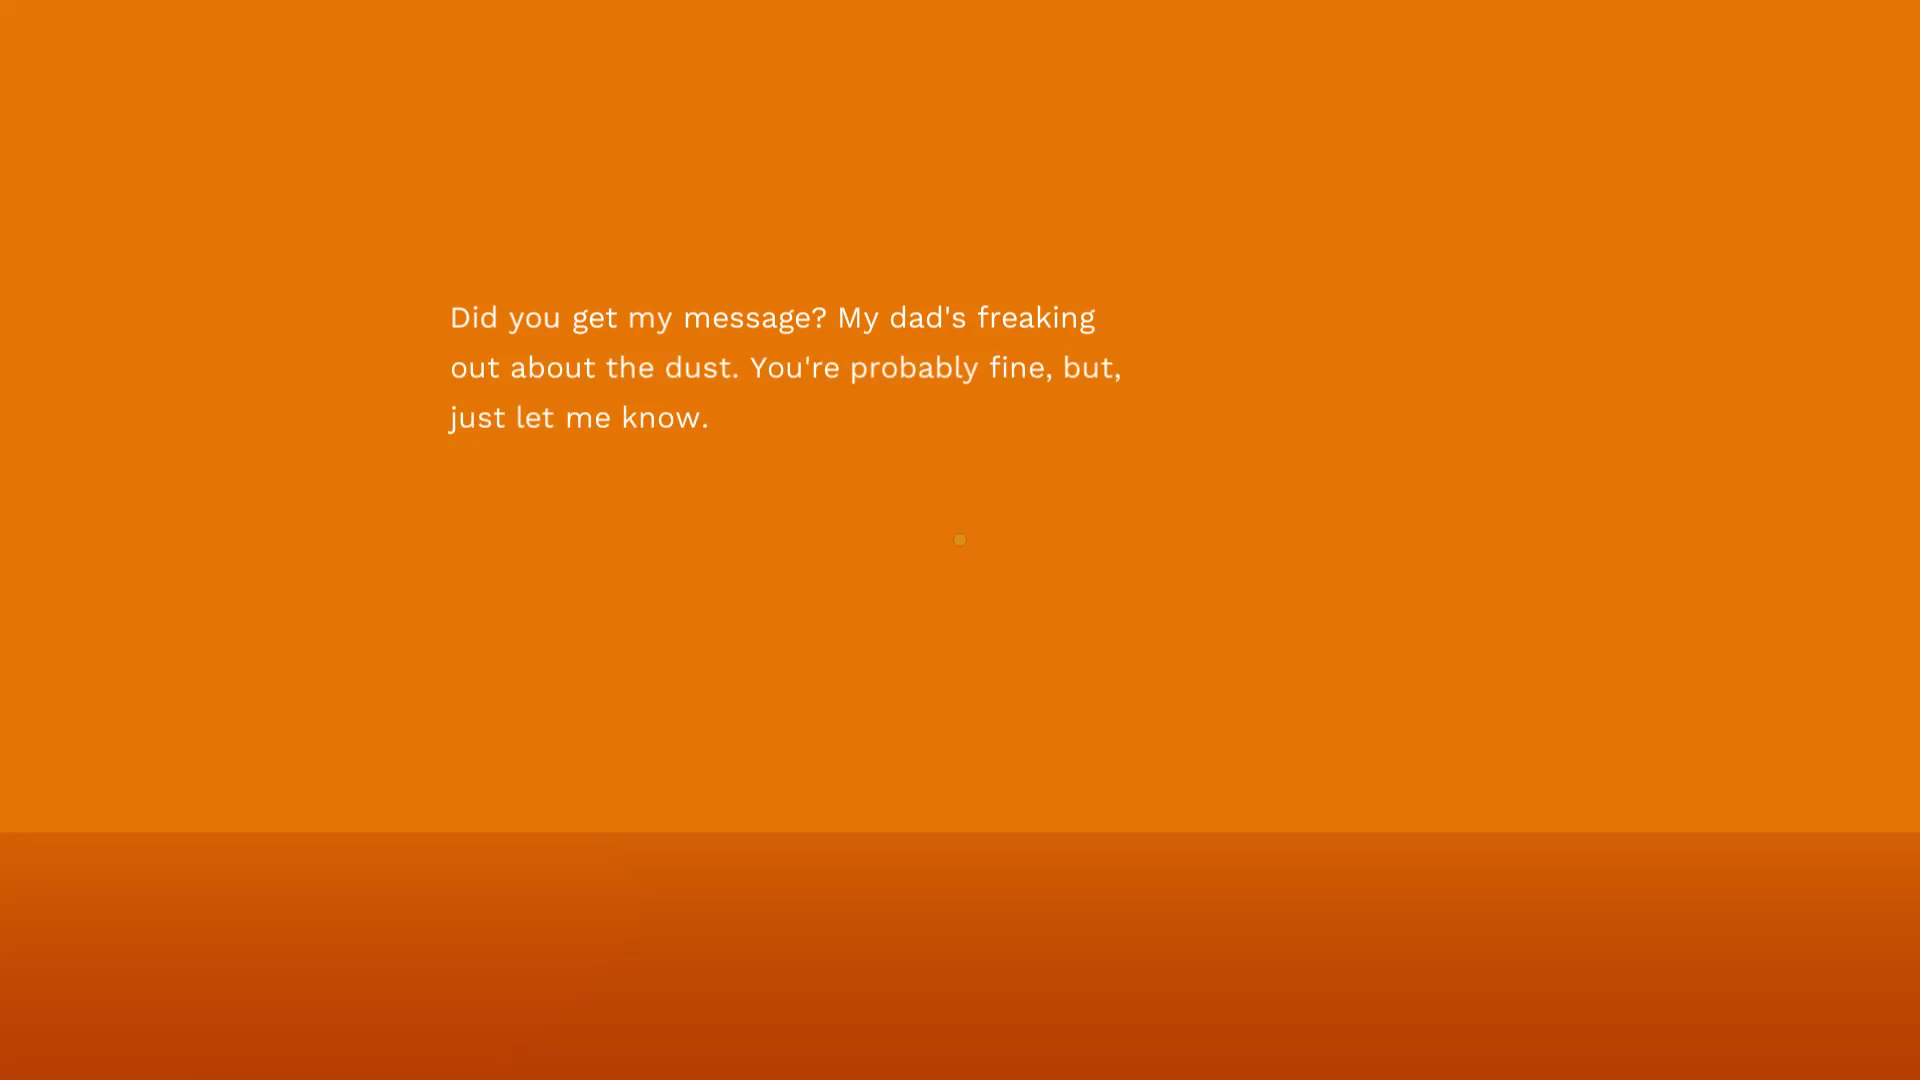 Did you get my message? My dad's freaking
out about the dust. You're probably fine, but,
just let me know.